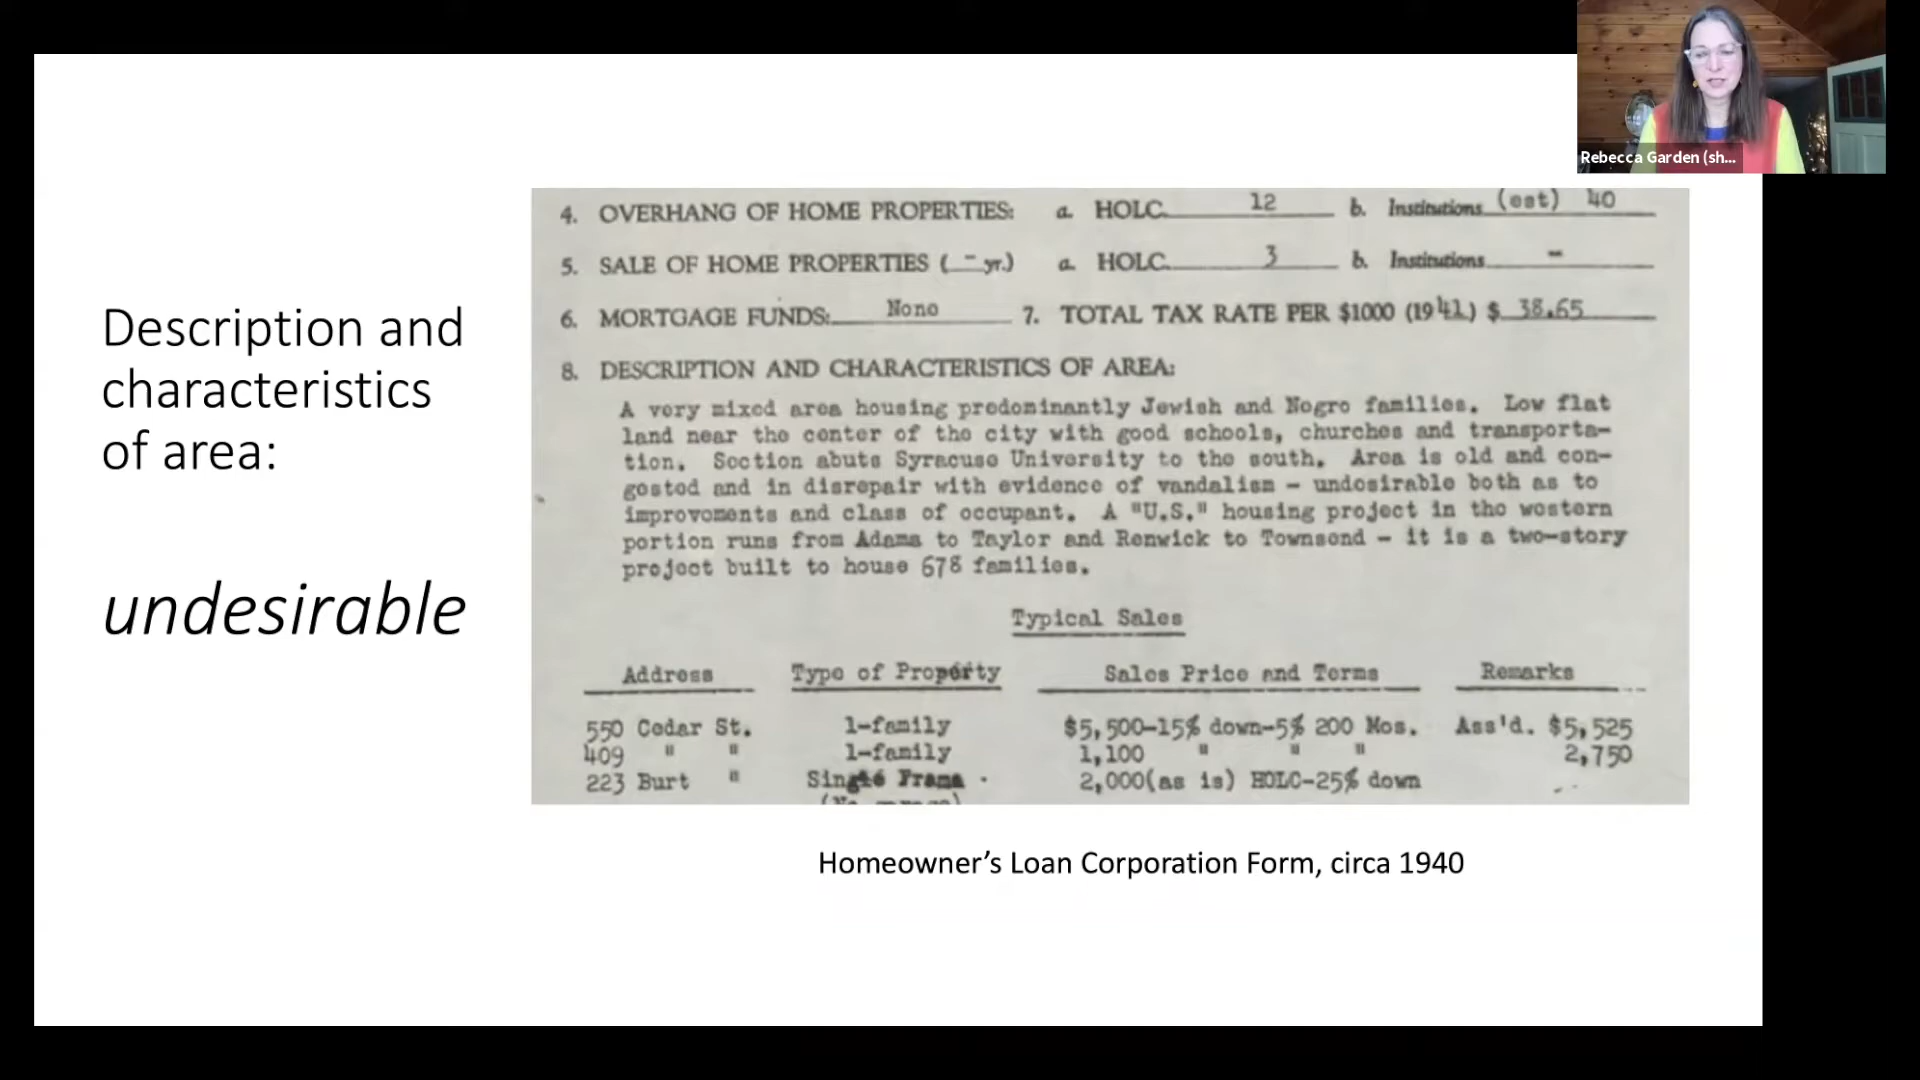 Rebecca Garden (sh...
Description and
characteristics
of area:
undesirable
4. OVERHANG OF HOME PROPERTIES: a. HOLC 12 b. Institutions (est) 40
5. SALE OF HOME PROPERTIES ( - yr.) a. HOLC 3 b. Institutions -
6. MORTGAGE FUNDS: None 7. TOTAL TAX RATE PER $1000 (1941) $ 38.65
8. DESCRIPTION AND CHARACTERISTICS OF AREA:
A very mixed area housing predominantly Jewish and Negro families. Low flat
land near the center of the city with good schools, churches and transporta-
tion. Section abuts Syracuse University to the south. Area is old and con-
gested and in disrepair with evidence of vandalism - undesirable both as to
improvements and class of occupant. A "U.S." housing project in the western
portion runs from Adams to Taylor and Renwick to Townsend - it is a two-story
project built to house 678 families.
Typical Sales
Address Type of Property Sales Price and Terms Remarks
550 Cedar St. 1-family $5,500-15% down-5% 200 Mos. Ass'd. $5,525
409 " " 1-family 1,100 " " " 2,750
223 Burt " Single Frame 2,000(as is) HOLC-25% down
Homeowner's Loan Corporation Form, circa 1940